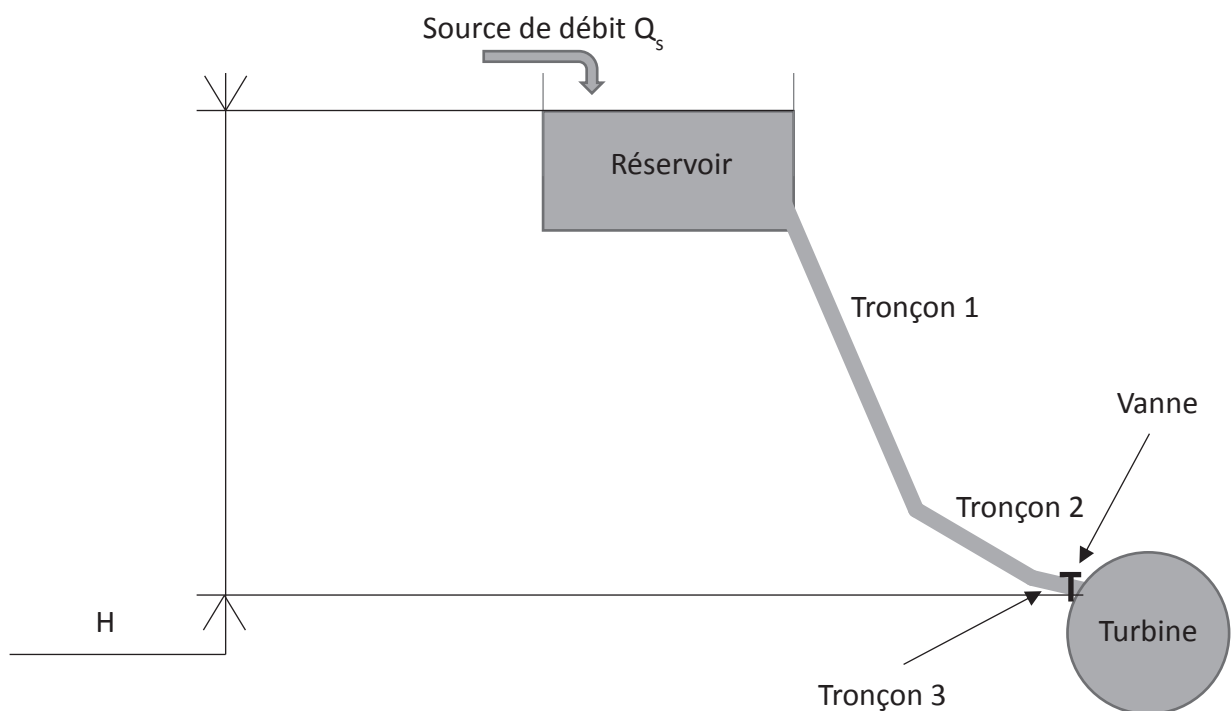 Source de débit Qs
Réservoir
Tronçon 1
Vanne
Tronçon 2
H
Turbine
Tronçon 3